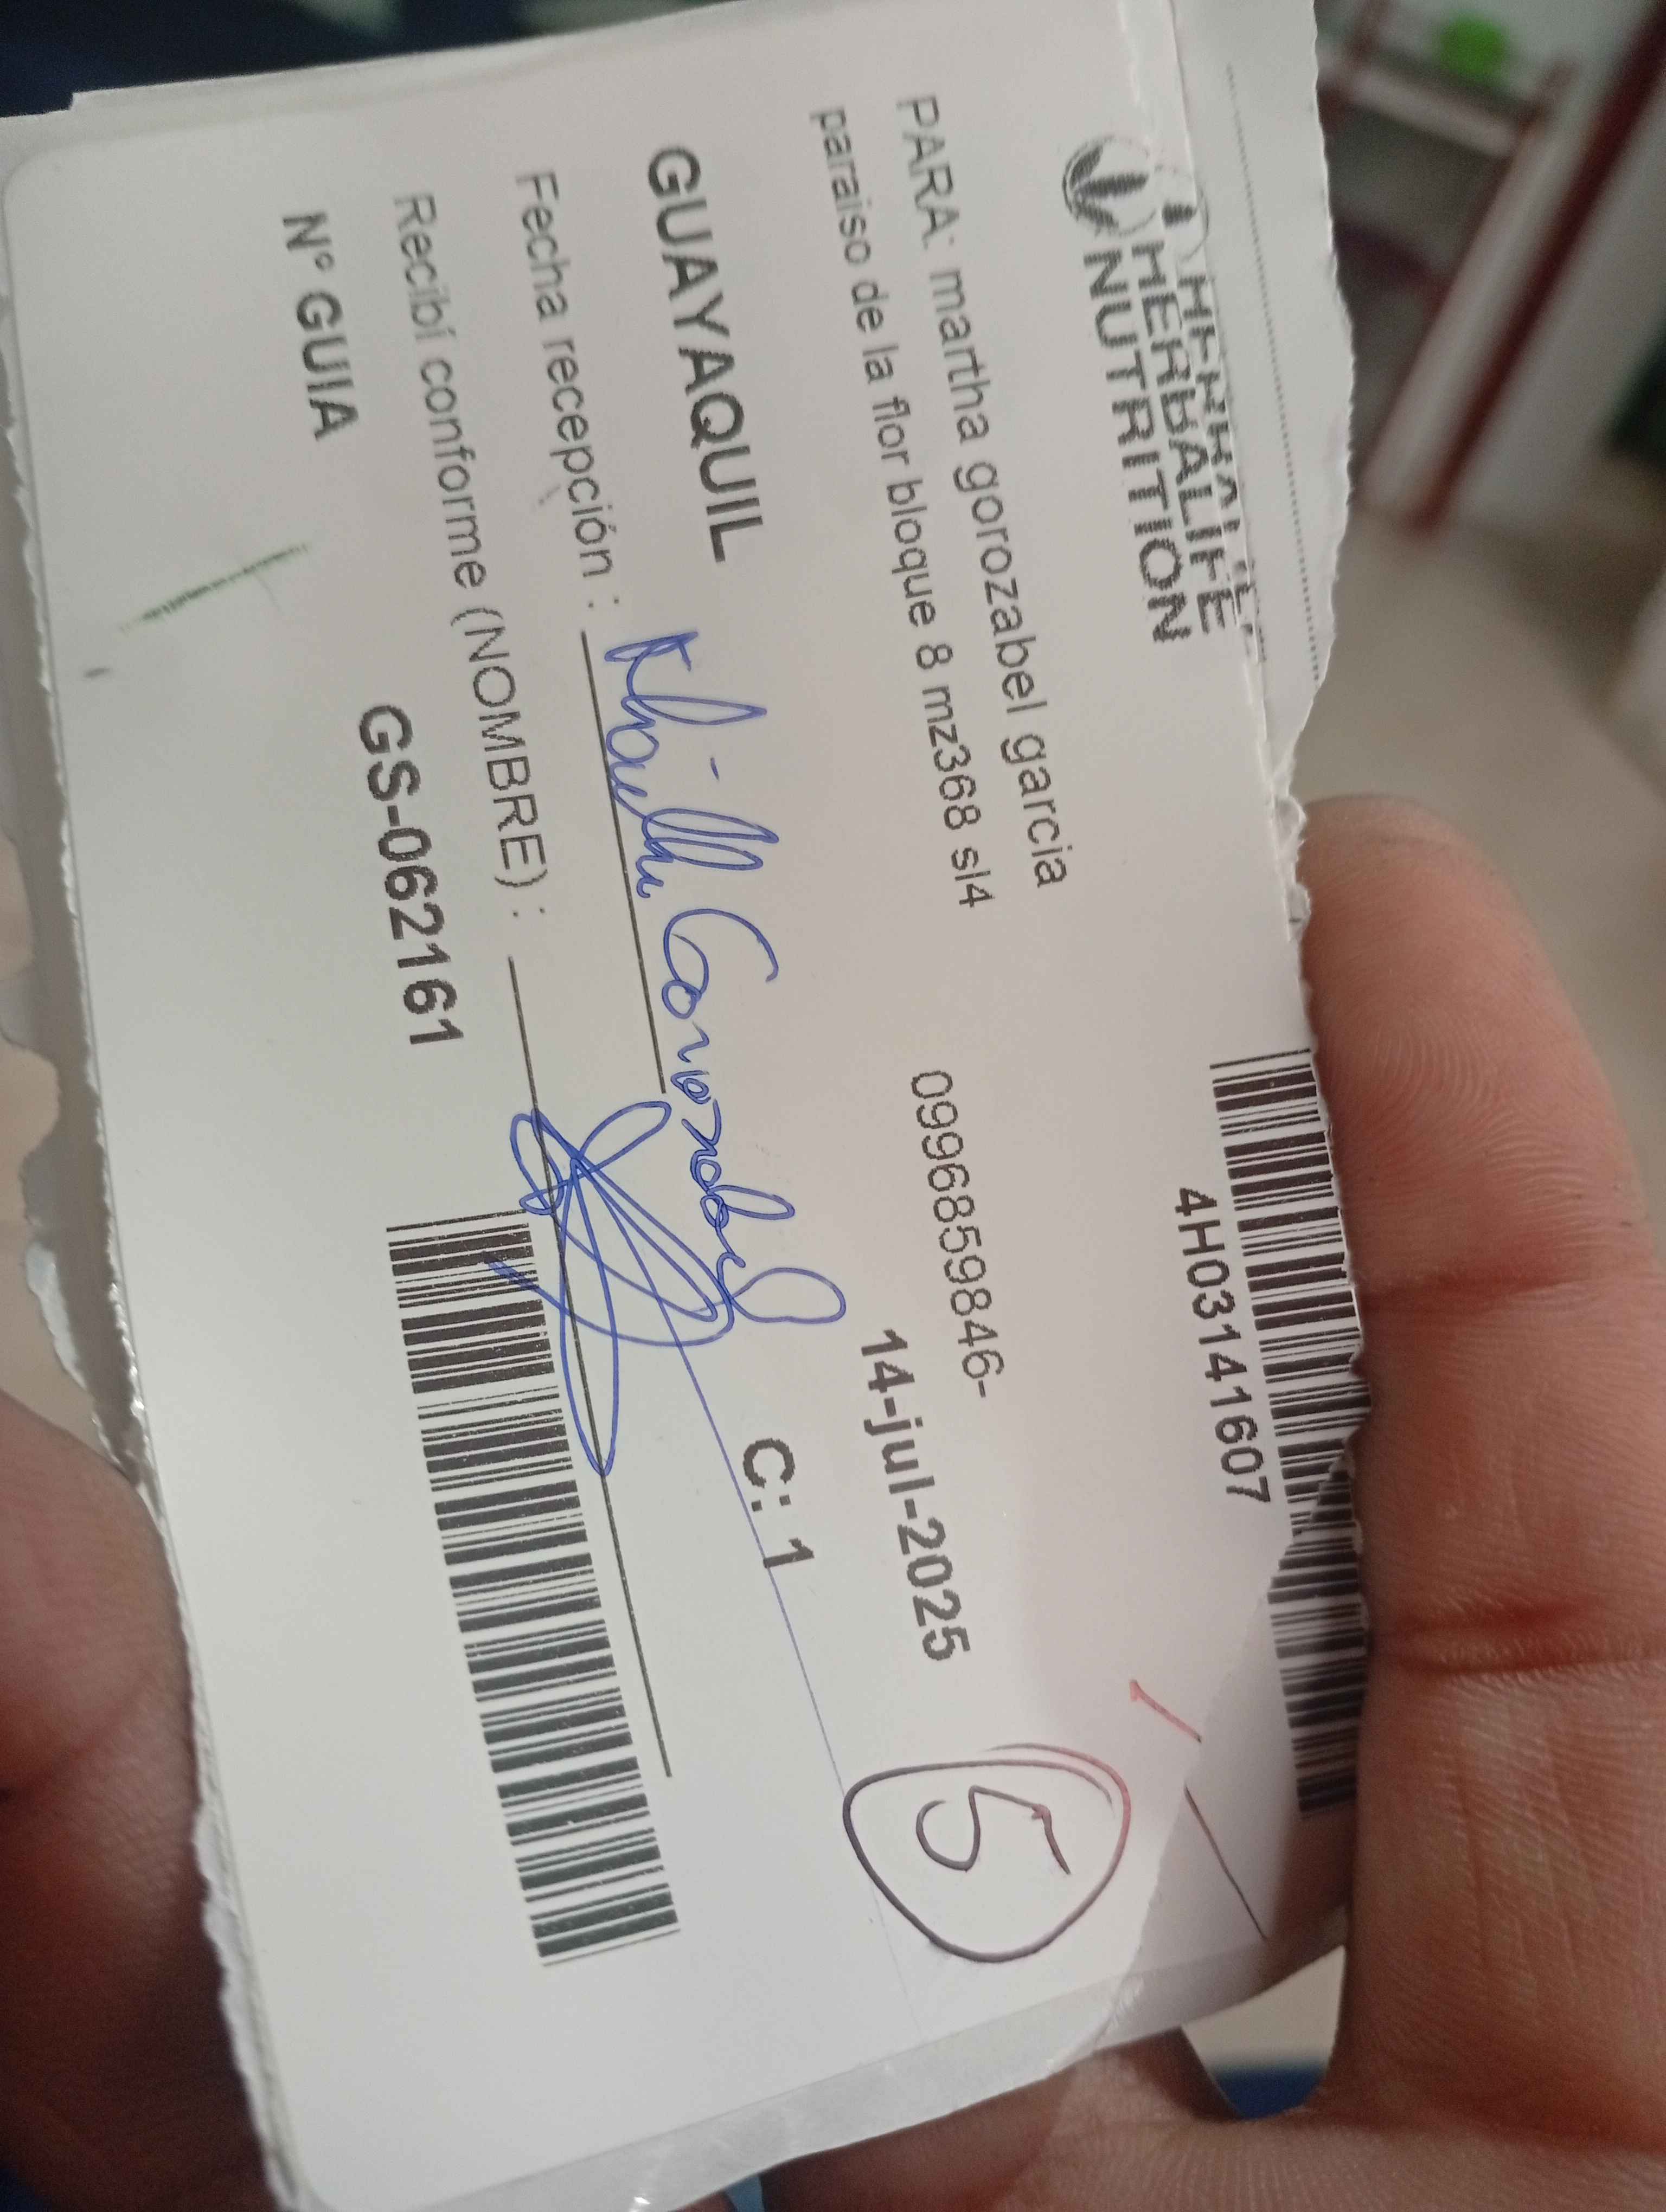 HERBALIFE
NUTRITION
4H03141607
PARA: martha gorozabel garcia
paraiso de la flor bloque 8 mz368 sl4
0996859846-
14-jul-2025
5
GUAYAQUIL
C: 1
Fecha recepción : Gorozabel
Recibí conforme (NOMBRE) :
Nº GUIA
GS-062161